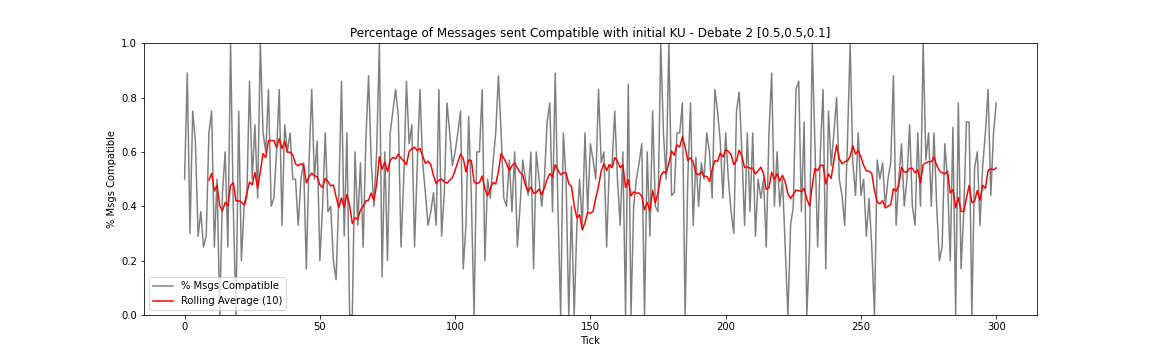 Percentage of Messages sent Compatible with initial KU - Debate 2 [0.5,0.5,0.1]
% Msgs Compatible
1.0
0.8
0.6
0.4
0.2
0.0
% Msgs Compatible
Rolling Average (10)
0 50 100 150 200 250 300
Tick